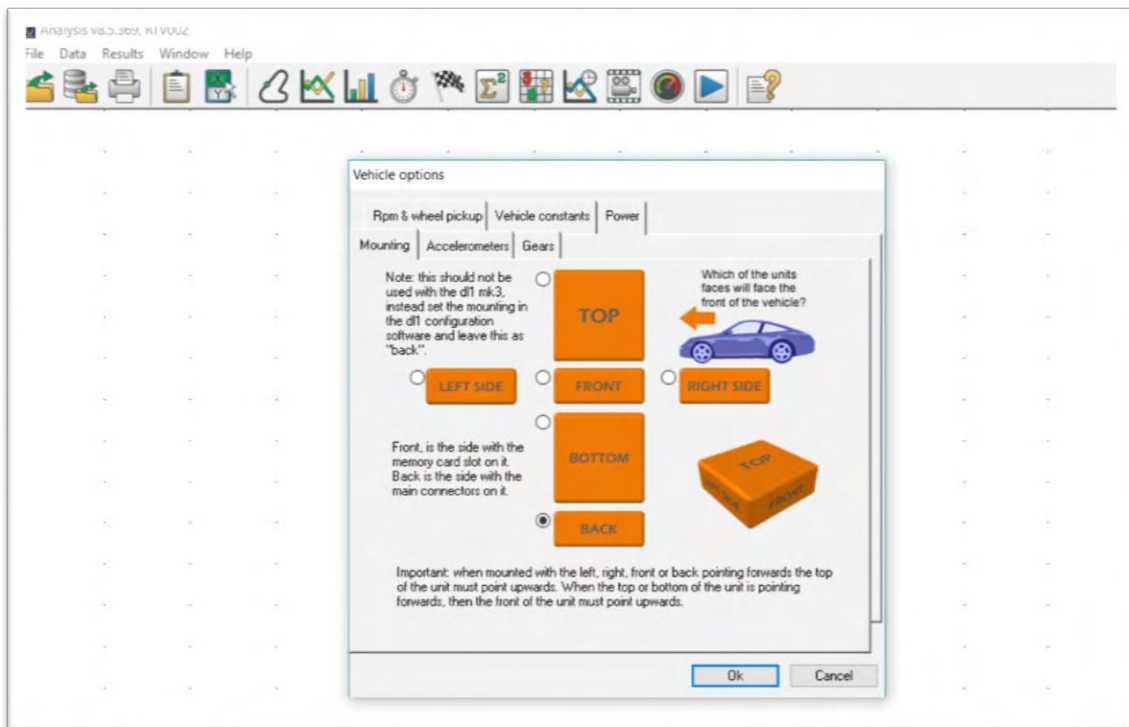 Analysis v8.5.369, RTV002
File Data Results Window Help
Vehicle options
Rpm & wheel pickup Vehicle constants Power
Mounting Accelerometers Gears
Note: this should not be
used with the dl1 mk3,
instead set the mounting in
the dl1 configuration
software and leave this as
"back".
TOP
Which of the units
faces will face the
front of the vehicle?
LEFT SIDE
FRONT
RIGHT SIDE
Front, is the side with the
memory card slot on it.
Back is the side with the
main connectors on it.
BOTTOM
TOP
LEFT SIDE
FRONT
BACK
Important: when mounted with the left, right, front or back pointing forwards the top
of the unit must point upwards. When the top or bottom of the unit is pointing
forwards, then the front of the unit must point upwards.
Ok
Cancel